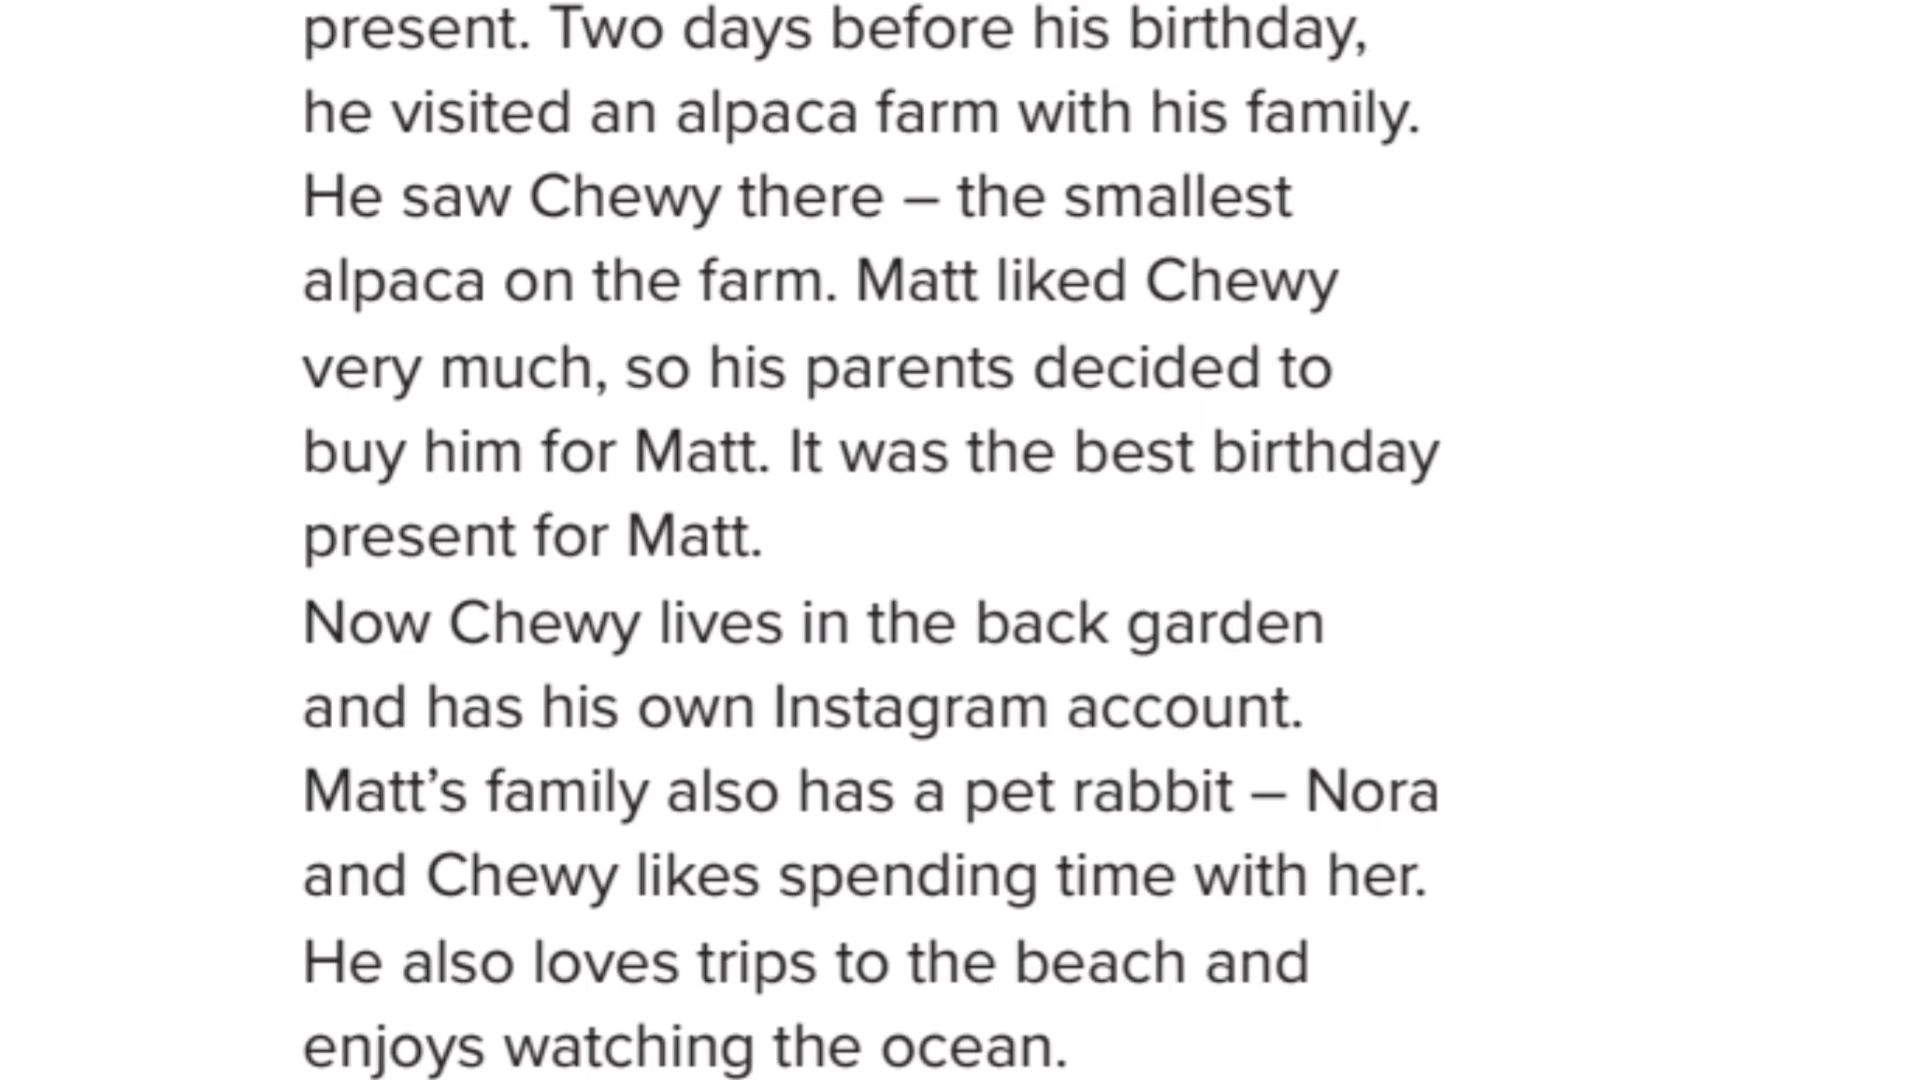 present. Two days before his birthday,
he visited an alpaca farm with his family.
He saw Chewy there – the smallest
alpaca on the farm. Matt liked Chewy
very much, so his parents decided to
buy him for Matt. It was the best birthday
present for Matt.
Now Chewy lives in the back garden
and has his own Instagram account.
Matt’s family also has a pet rabbit – Nora
and Chewy likes spending time with her.
He also loves trips to the beach and
enjoys watching the ocean.